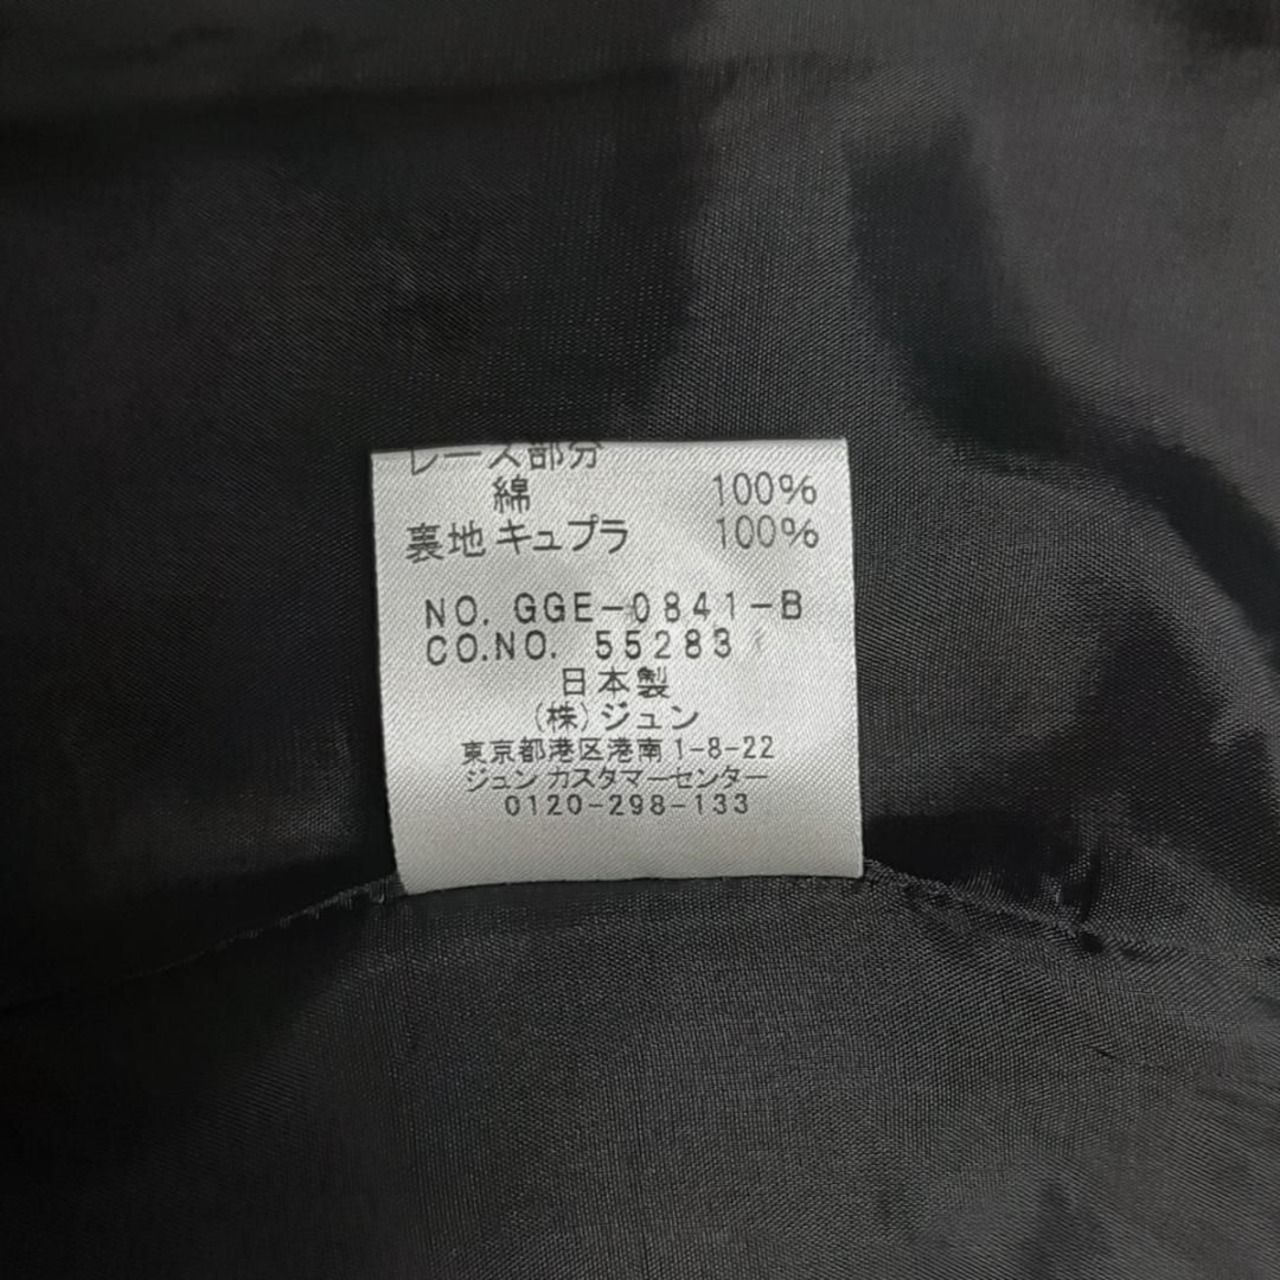 レース部分
綿 100%
裏地 キュプラ 100%
NO. GGE-0841-B
CO.NO. 55283
日本製
(株)ジュン
東京都港区港南1-8-22
ジュンカスタマーセンター
0120-298-133